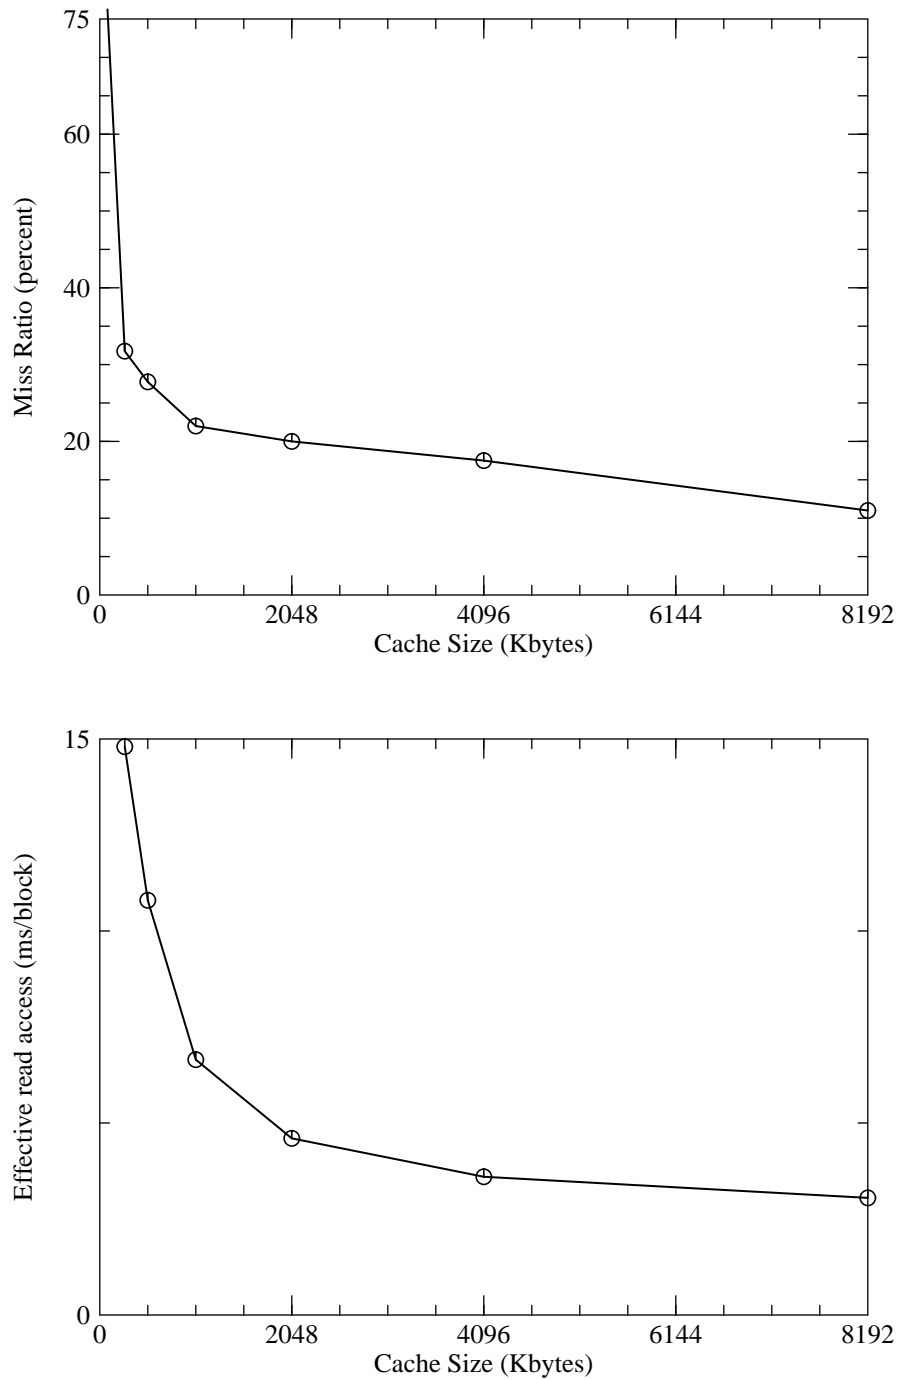 75
60
40
20
0
Miss Ratio (percent)
0 2048 4096 6144 8192
Cache Size (Kbytes)
15
0
Effective read access (ms/block)
0 2048 4096 6144 8192
Cache Size (Kbytes)